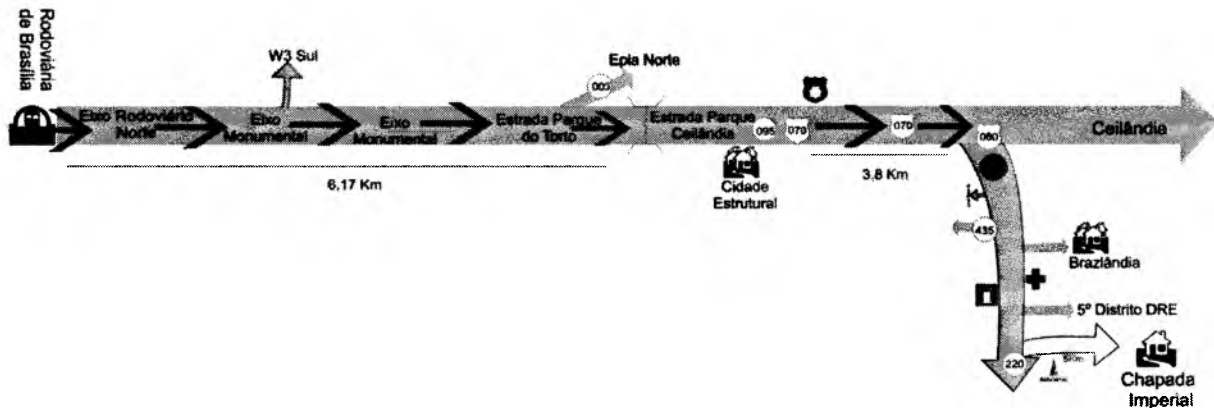 Rodoviária
de Brasília
W3 Sul
Epia Norte
003
Eixo Rodoviário
Norte
Eixo
Monumental
Eixo
Monumental
Estrada Parque
do Torto
Estrada Parque
Ceilândia
095
070
070
080
Ceilândia
6,17 Km
Cidade
Estrutural
3,8 Km
435
Brazlândia
5º Distrito DRE
220
Chapada
Imperial